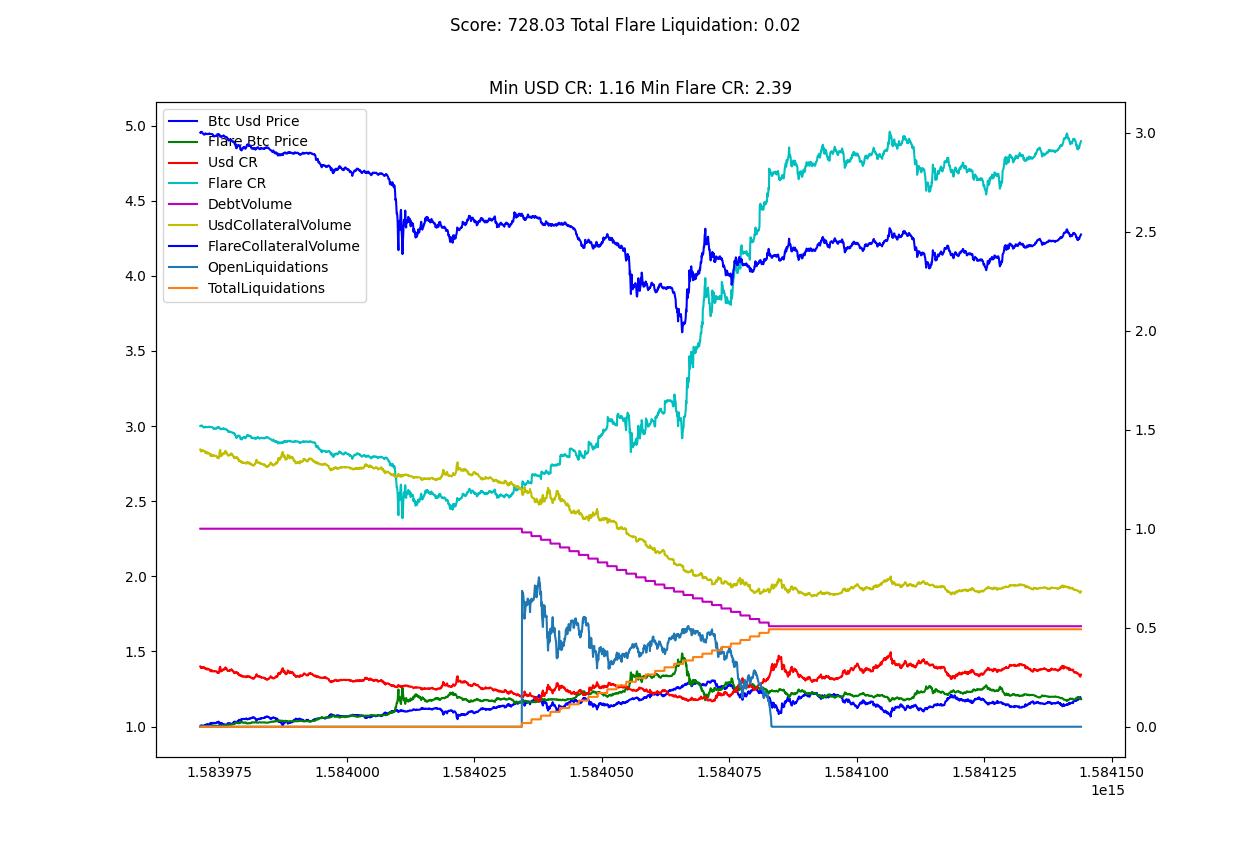 Score: 728.03 Total Flare Liquidation: 0.02
Min USD CR: 1.16 Min Flare CR: 2.39
Btc Usd Price
Flare Btc Price
Usd CR
Flare CR
DebtVolume
UsdCollateralVolume
FlareCollateralVolume
OpenLiquidations
TotalLiquidations
5.0
4.5
4.0
3.5
3.0
2.5
2.0
1.5
1.0
3.0
2.5
2.0
1.5
1.0
0.5
0.0
1.583975
1.584000
1.584025
1.584050
1.584075
1.584100
1.584125
1.584150
1e15